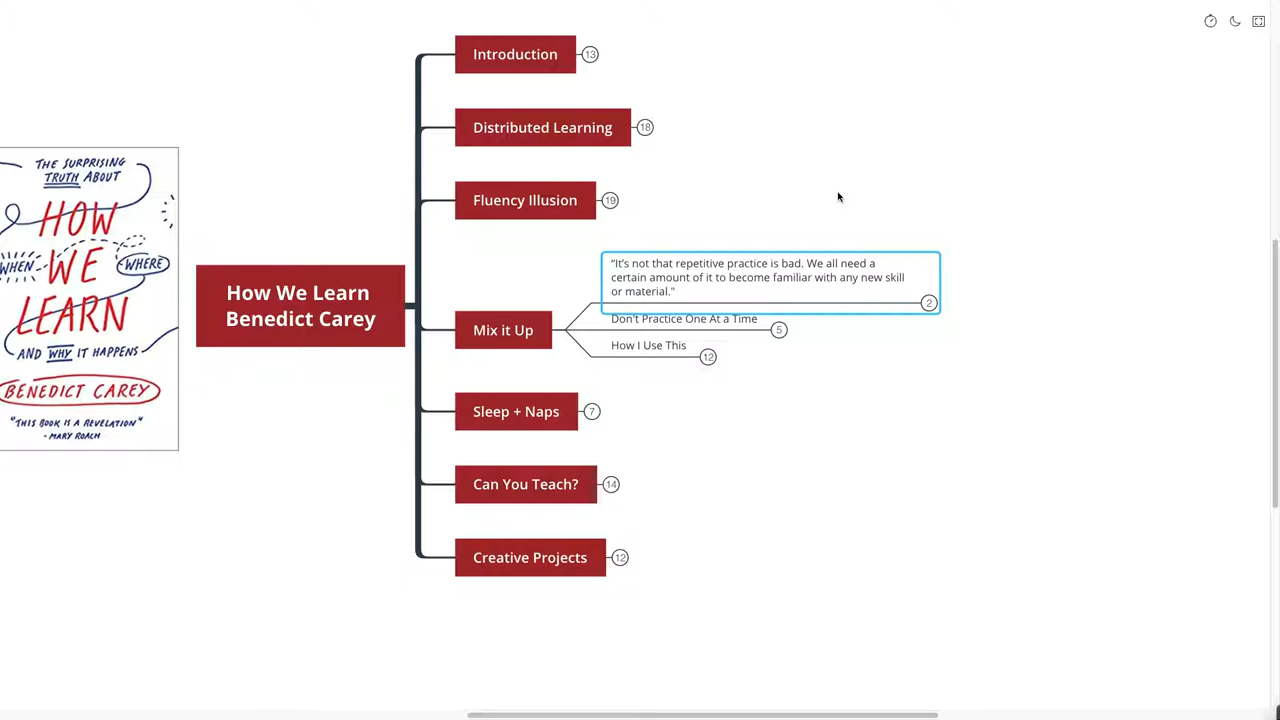 THE SURPRISING
TRUTH ABOUT
HOW
WHEN
WE
WHERE
LEARN
AND WHY IT HAPPENS
BENEDICT CAREY
"THIS BOOK IS A REVELATION"
- MARY ROACH
How We Learn
Benedict Carey
Introduction
13
Distributed Learning
18
Fluency Illusion
19
Mix it Up
“It’s not that repetitive practice is bad. We all need a
certain amount of it to become familiar with any new skill
or material."
2
Don't Practice One At a Time
5
How I Use This
12
Sleep + Naps
7
Can You Teach?
14
Creative Projects
12